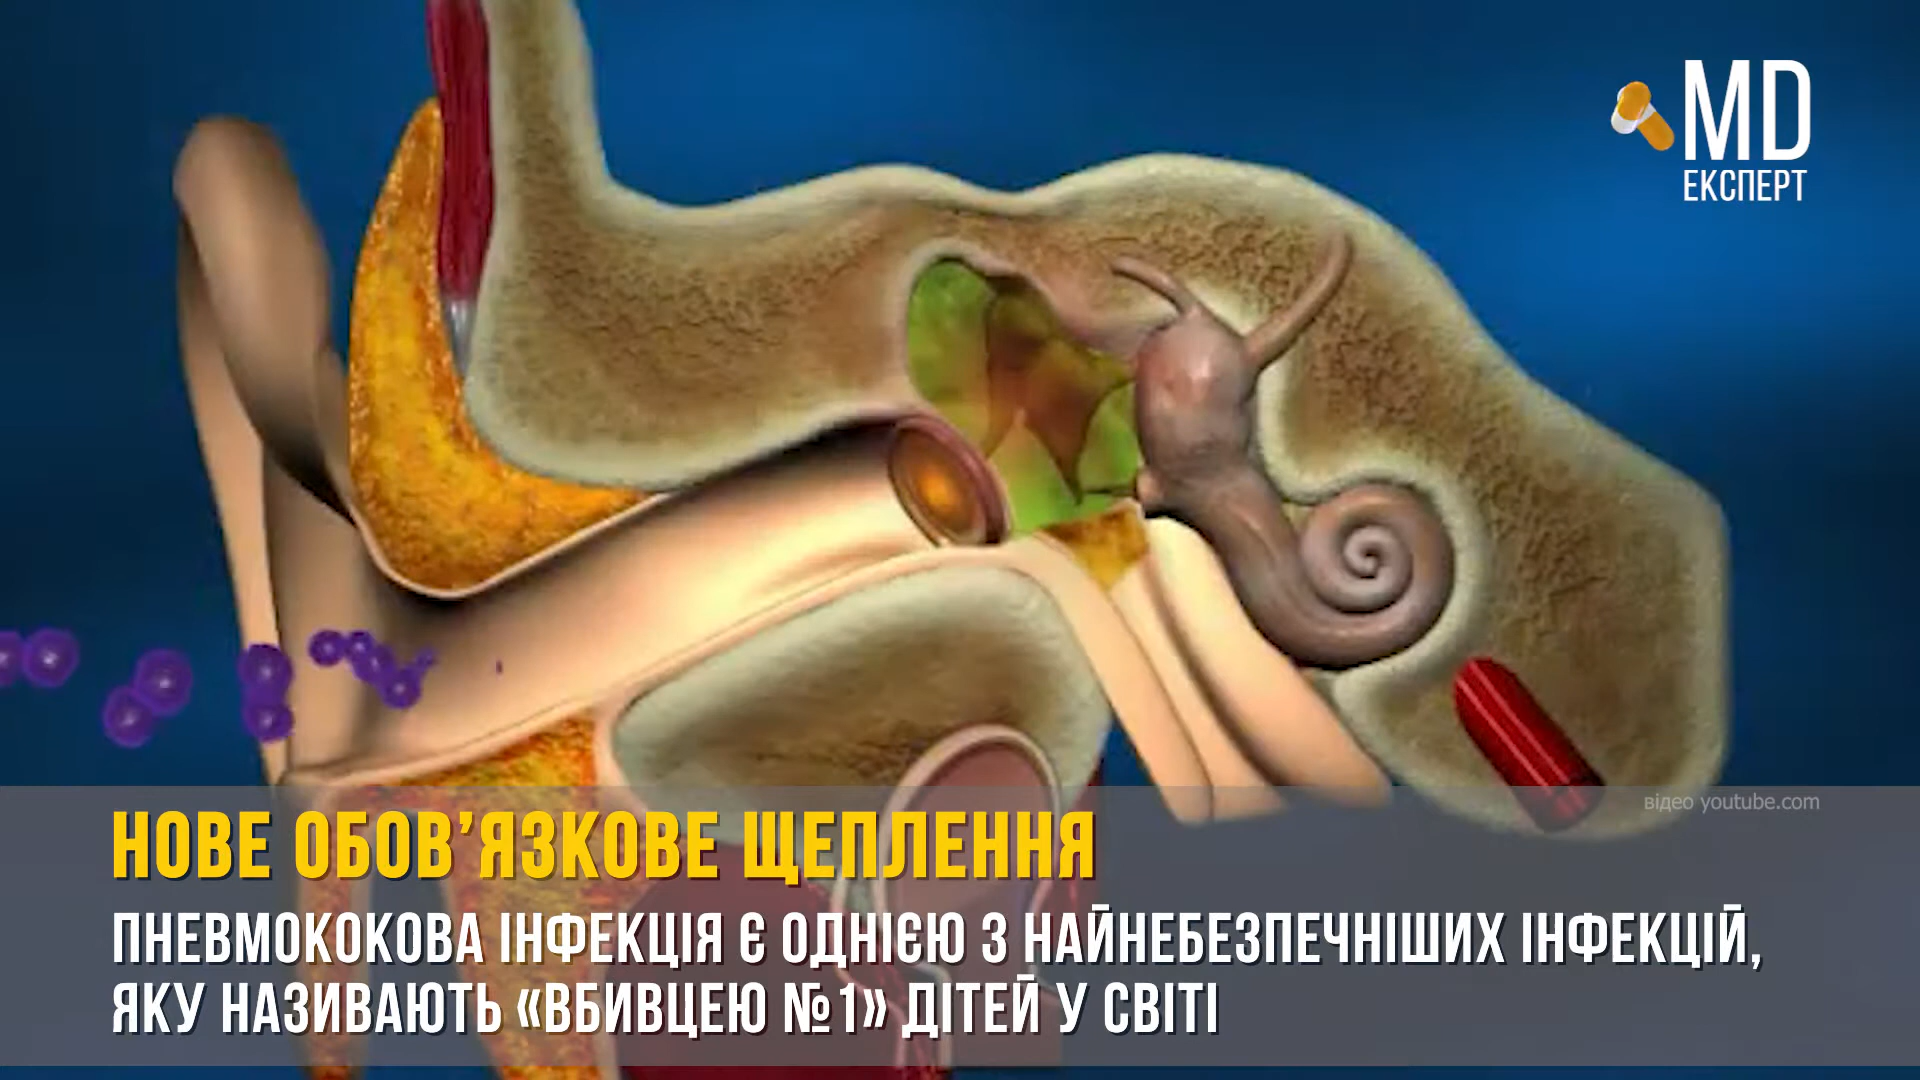 MD
ЕКСПЕРТ
відео youtube.com
НОВЕ ОБОВ’ЯЗКОВЕ ЩЕПЛЕННЯ
ПНЕВМОКОКОВА ІНФЕКЦІЯ Є ОДНІЄЮ З НАЙНЕБЕЗПЕЧНІШИХ ІНФЕКЦІЙ,
ЯКУ НАЗИВАЮТЬ «ВБИВЦЕЮ №1» ДІТЕЙ У СВІТІ